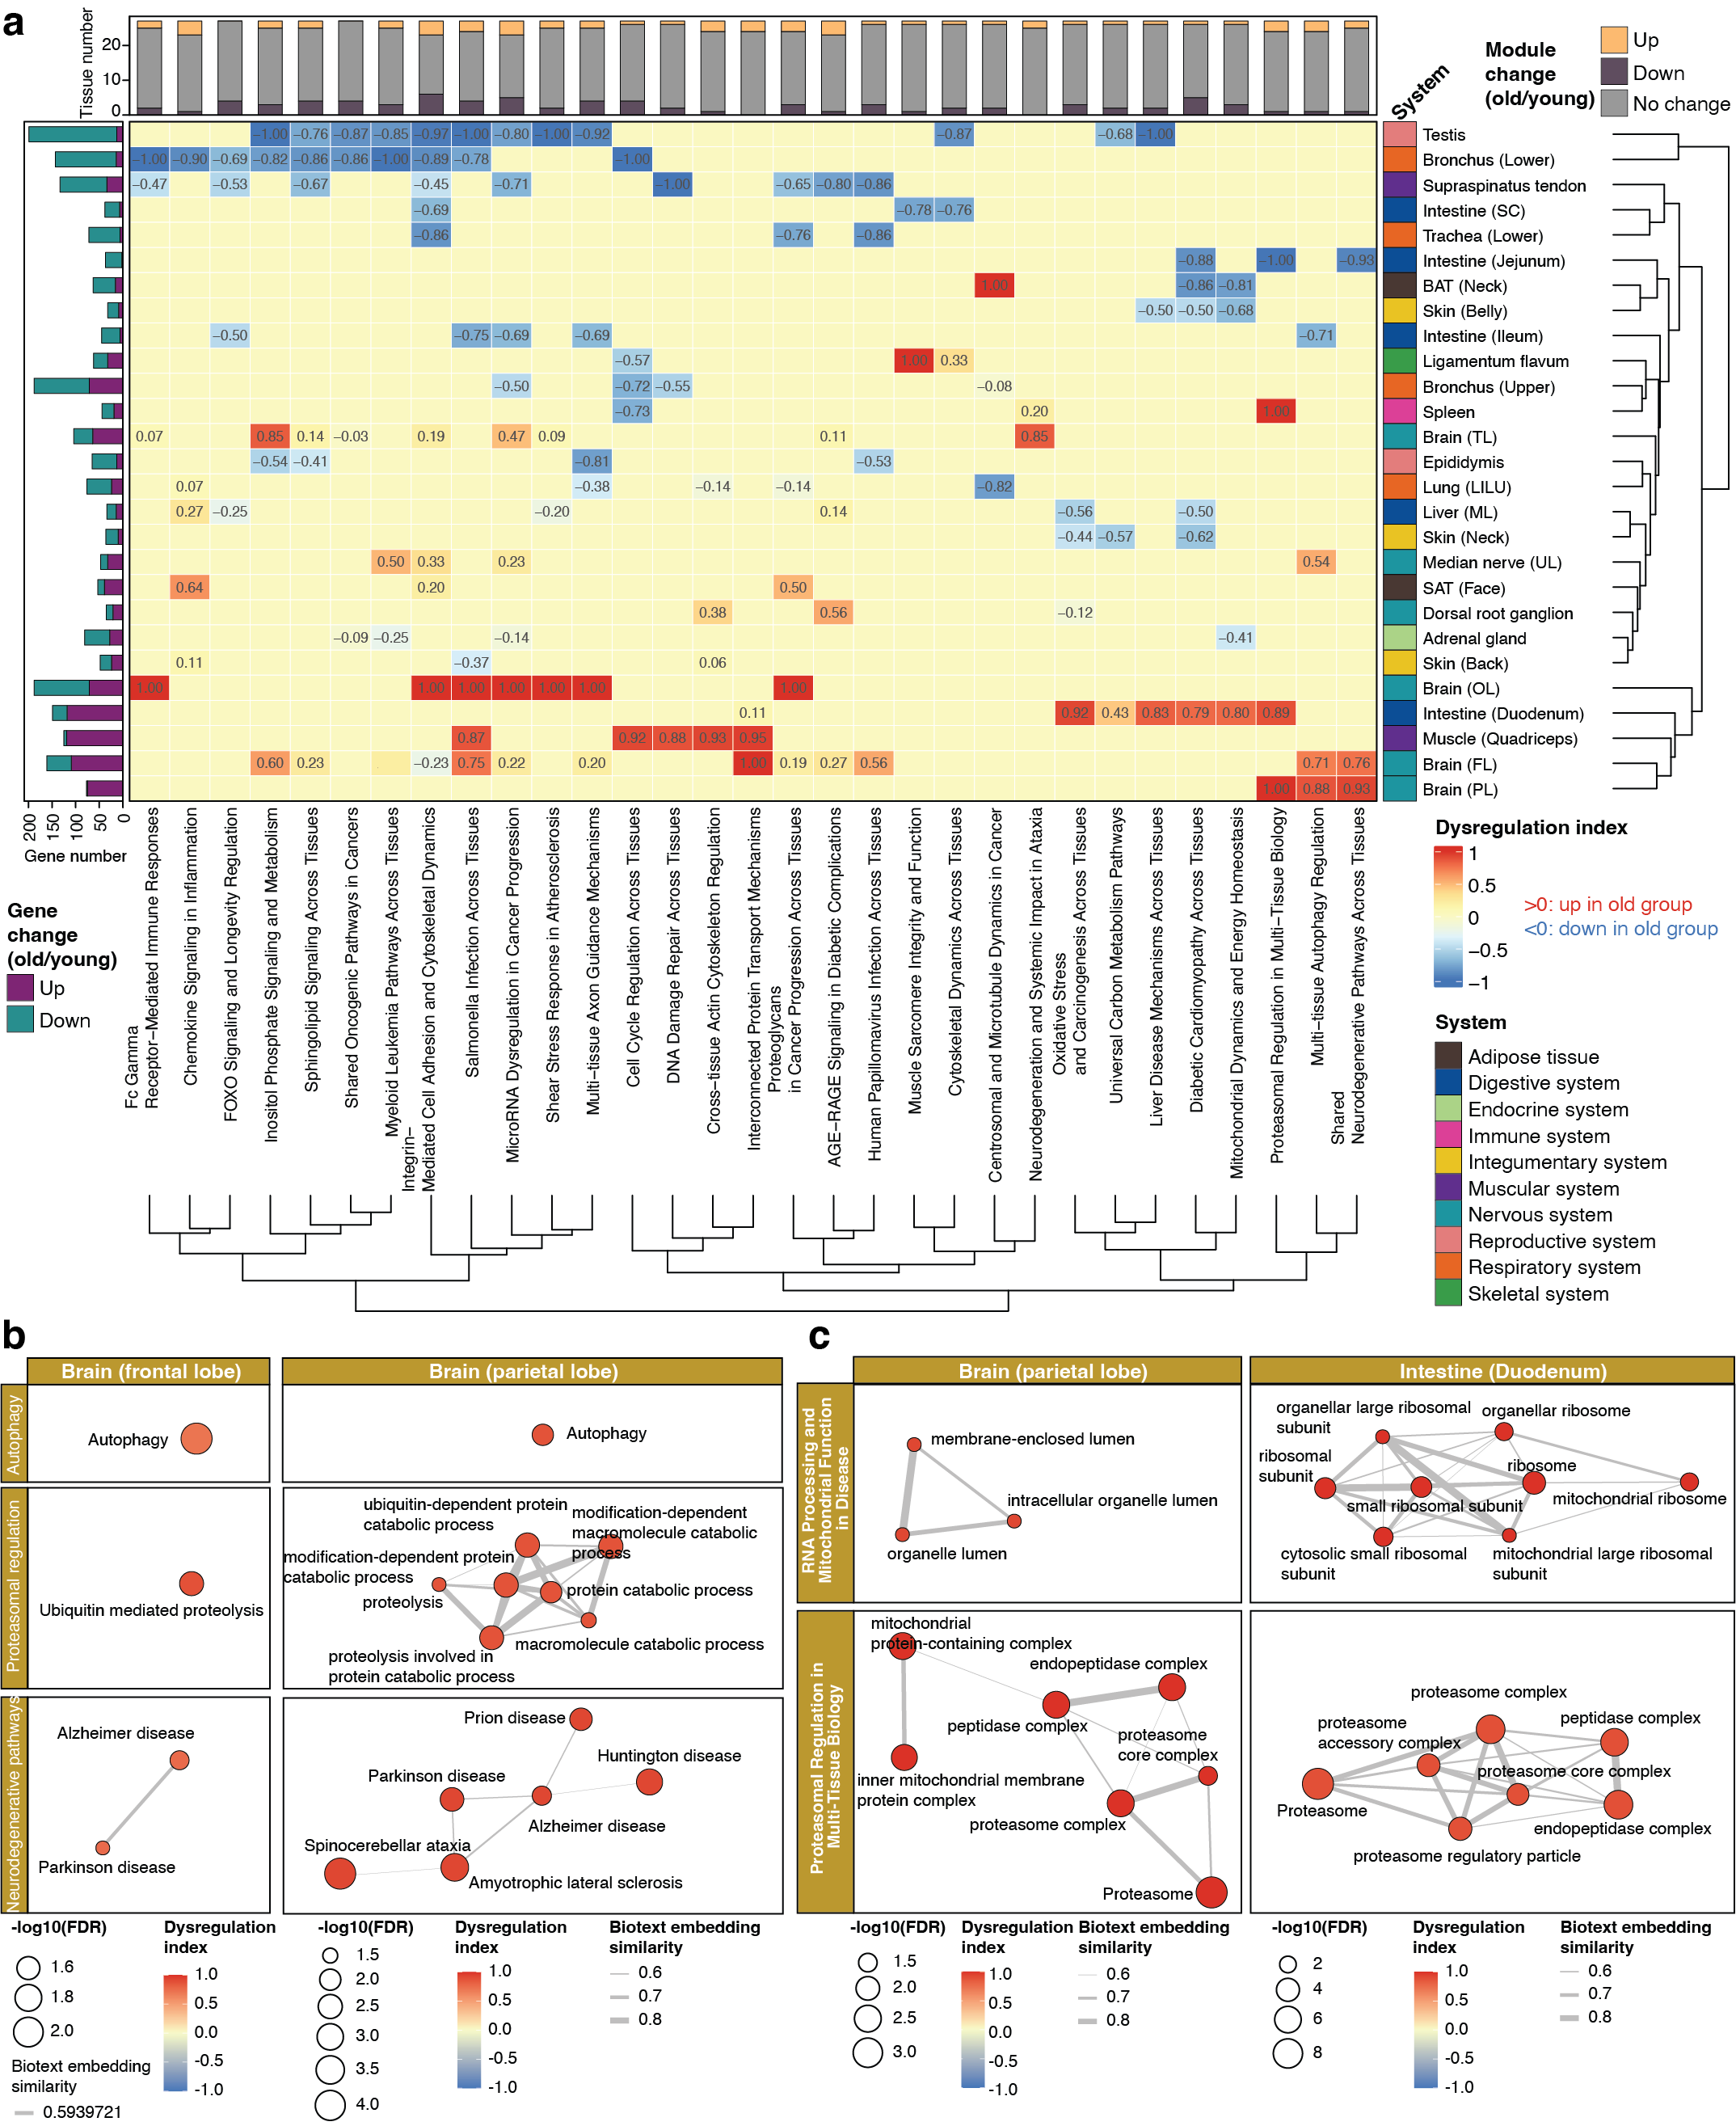 a
Tissue number
20
10
0
Module
change
(old/young)
Up
Down
No change
System
−1.00 −0.76 −0.87 −0.85 −0.97 −1.00 −0.80 −1.00 −0.92 −0.87 −0.68 −1.00 Testis
−1.00 −0.90 −0.69 −0.82 −0.86 −0.86 −1.00 −0.89 −0.78 −1.00 Bronchus (Lower)
−0.47 −0.53 −0.67 −0.45 −0.71 −1.00 −0.65 −0.80 −0.86 Supraspinatus tendon
−0.69 −0.78 −0.76 Intestine (SC)
−0.86 −0.76 −0.86 Trachea (Lower)
−0.88 −1.00 −0.93 Intestine (Jejunum)
1.00 −0.86 −0.81 BAT (Neck)
−0.50 −0.50 −0.68 Skin (Belly)
−0.50 −0.75 −0.69 −0.69 −0.71 Intestine (Ileum)
−0.57 1.00 0.33 Ligamentum flavum
−0.50 −0.72 −0.55 −0.08 Bronchus (Upper)
−0.73 0.20 1.00 Spleen
0.07 0.85 0.14 −0.03 0.19 0.47 0.09 0.11 0.85 Brain (TL)
−0.54 −0.41 −0.81 −0.53 Epididymis
0.07 −0.38 −0.14 −0.14 −0.82 Lung (LILU)
0.27 −0.25 −0.20 0.14 −0.56 −0.50 Liver (ML)
−0.44 −0.57 −0.62 Skin (Neck)
0.50 0.33 0.23 0.54 Median nerve (UL)
0.64 0.20 0.50 SAT (Face)
0.38 0.56 −0.12 Dorsal root ganglion
−0.09 −0.25 −0.14 −0.41 Adrenal gland
0.11 −0.37 0.06 Skin (Back)
1.00 1.00 1.00 1.00 1.00 1.00 1.00 Brain (OL)
0.11 0.92 0.43 0.83 0.79 0.80 0.89 Intestine (Duodenum)
0.87 0.92 0.88 0.93 0.95 Muscle (Quadriceps)
0.60 0.23 −0.23 0.75 0.22 0.20 1.00 0.19 0.27 0.56 0.71 0.76 Brain (FL)
1.00 0.88 0.93 Brain (PL)
200 150 100 50 0
Gene number
Gene
change
(old/young)
Up
Down
Fc Gamma
Receptor−Mediated Immune Responses
Chemokine Signaling in Inflammation
FOXO Signaling and Longevity Regulation
Inositol Phosphate Signaling and Metabolism
Sphingolipid Signaling Across Tissues
Shared Oncogenic Pathways in Cancers
Myeloid Leukemia Pathways Across Tissues
Integrin−
Mediated Cell Adhesion and Cytoskeletal Dynamics
Salmonella Infection Across Tissues
MicroRNA Dysregulation in Cancer Progression
Shear Stress Response in Atherosclerosis
Multi−tissue Axon Guidance Mechanisms
Cell Cycle Regulation Across Tissues
DNA Damage Repair Across Tissues
Cross−tissue Actin Cytoskeleton Regulation
Interconnected Protein Transport Mechanisms
Proteoglycans
in Cancer Progression Across Tissues
AGE−RAGE Signaling in Diabetic Complications
Human Papillomavirus Infection Across Tissues
Muscle Sarcomere Integrity and Function
Cytoskeletal Dynamics Across Tissues
Centrosomal and Microtubule Dynamics in Cancer
Neurodegeneration and Systemic Impact in Ataxia
Oxidative Stress
and Carcinogenesis Across Tissues
Universal Carbon Metabolism Pathways
Liver Disease Mechanisms Across Tissues
Diabetic Cardiomyopathy Across Tissues
Mitochondrial Dynamics and Energy Homeostasis
Proteasomal Regulation in Multi−Tissue Biology
Multi−tissue Autophagy Regulation
Shared
Neurodegenerative Pathways Across Tissues
Dysregulation index
1
0.5
0
−0.5
−1
>0: up in old group
<0: down in old group
System
Adipose tissue
Digestive system
Endocrine system
Immune system
Integumentary system
Muscular system
Nervous system
Reproductive system
Respiratory system
Skeletal system
b
Brain (frontal lobe)
Brain (parietal lobe)
Autophagy
Autophagy
Autophagy
Proteasomal regulation
Ubiquitin mediated proteolysis
ubiquitin-dependent protein
catabolic process
modification-dependent
macromolecule catabolic
process
modification-dependent protein
catabolic process
proteolysis
protein catabolic process
macromolecule catabolic process
proteolysis involved in
protein catabolic process
Neurodegenerative pathways
Alzheimer disease
Parkinson disease
Prion disease
Huntington disease
Parkinson disease
Alzheimer disease
Spinocerebellar ataxia
Amyotrophic lateral sclerosis
-log10(FDR)
1.6
1.8
2.0
Biotext embedding
similarity
0.5939721
Dysregulation
index
1.0
0.5
0.0
-0.5
-1.0
-log10(FDR)
1.5
2.0
2.5
3.0
3.5
4.0
Dysregulation
index
1.0
0.5
0.0
-0.5
-1.0
Biotext embedding
similarity
0.6
0.7
0.8
c
Brain (parietal lobe)
Intestine (Duodenum)
RNA Processing and
Mitochondrial Function
in Disease
membrane-enclosed lumen
intracellular organelle lumen
organelle lumen
organellar large ribosomal
subunit
organellar ribosome
ribosomal
subunit
ribosome
small ribosomal subunit
mitochondrial ribosome
cytosolic small ribosomal
subunit
mitochondrial large ribosomal
subunit
Proteasomal Regulation in
Multi-Tissue Biology
mitochondrial
protein-containing complex
endopeptidase complex
peptidase complex
proteasome
core complex
inner mitochondrial membrane
protein complex
proteasome complex
Proteasome
proteasome complex
proteasome
accessory complex
peptidase complex
proteasome core complex
Proteasome
endopeptidase complex
proteasome regulatory particle
-log10(FDR)
1.5
2.0
2.5
3.0
Dysregulation
index
1.0
0.5
0.0
-0.5
-1.0
Biotext embedding
similarity
0.6
0.7
0.8
-log10(FDR)
2
4
6
8
Dysregulation
index
1.0
0.5
0.0
-0.5
-1.0
Biotext embedding
similarity
0.6
0.7
0.8